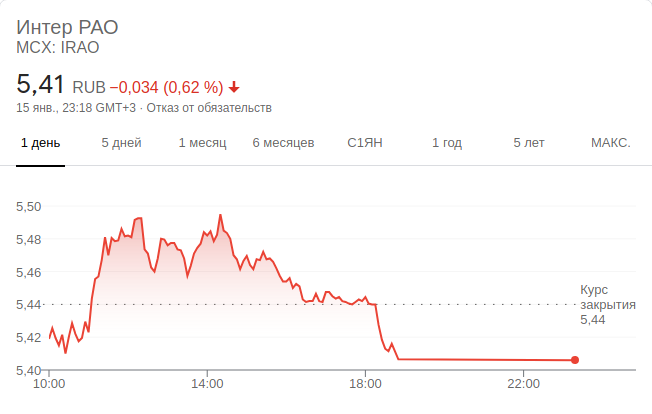 Интер РАО
MCX: IRAO
5,41 RUB −0,034 (0,62 %)
15 янв., 23:18 GMT+3 · Отказ от обязательств
1 день 5 дней 1 месяц 6 месяцев С1ЯН 1 год 5 лет МАКС.
5,50
5,48
5,46
5,44
5,42
5,40
Курс
закрытия
5,44
10:00 14:00 18:00 22:00